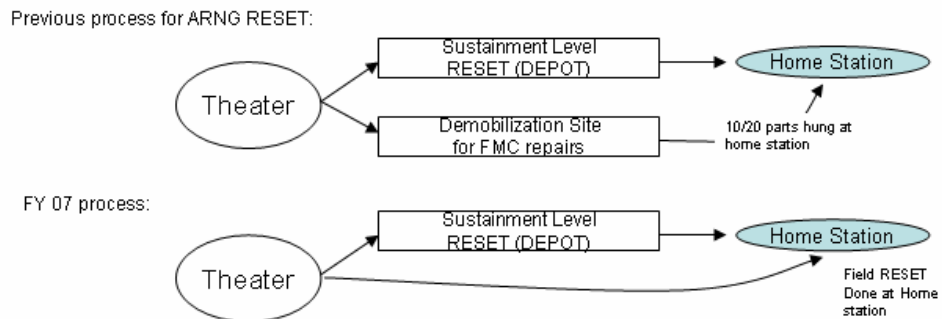 Previous process for ARNG RESET:
Theater
Sustainment Level
RESET (DEPOT)
Home Station
Demobilization Site
for FMC repairs
10/20 parts hung at
home station
FY 07 process:
Theater
Sustainment Level
RESET (DEPOT)
Home Station
Field RESET
Done at Home
station